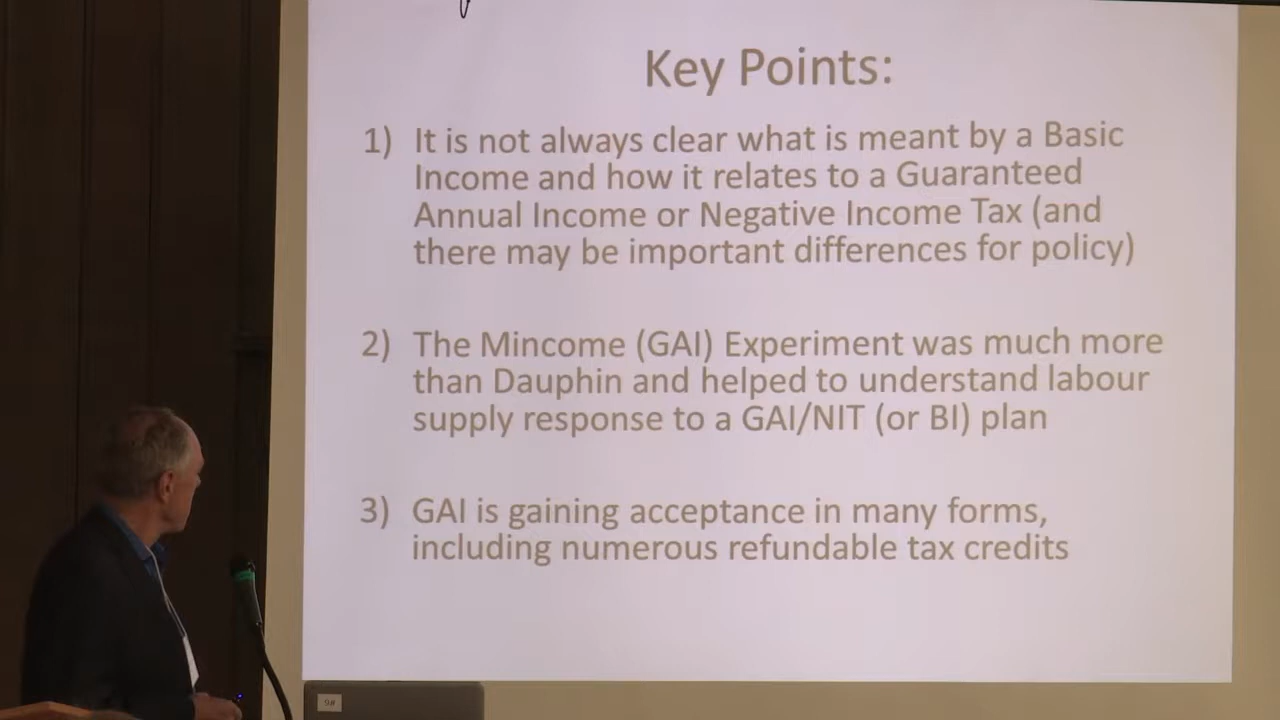 Key Points:
1) It is not always clear what is meant by a Basic
Income and how it relates to a Guaranteed
Annual Income or Negative Income Tax (and
there may be important differences for policy)
2) The Mincome (GAI) Experiment was much more
than Dauphin and helped to understand labour
supply response to a GAI/NIT (or BI) plan
3) GAI is gaining acceptance in many forms,
including numerous refundable tax credits